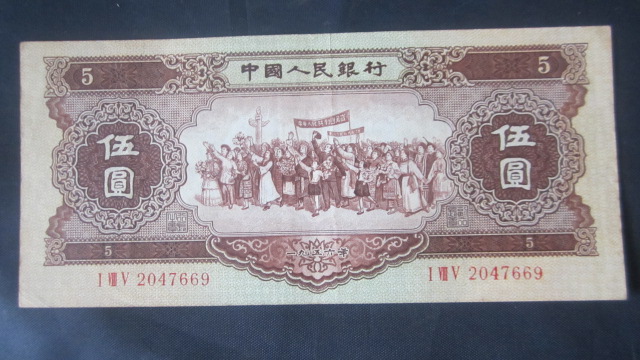 5 中國人民銀行 5
伍圓 伍圓
5 一九五六年 5
I VIII V 2047669 I VIII V 2047669